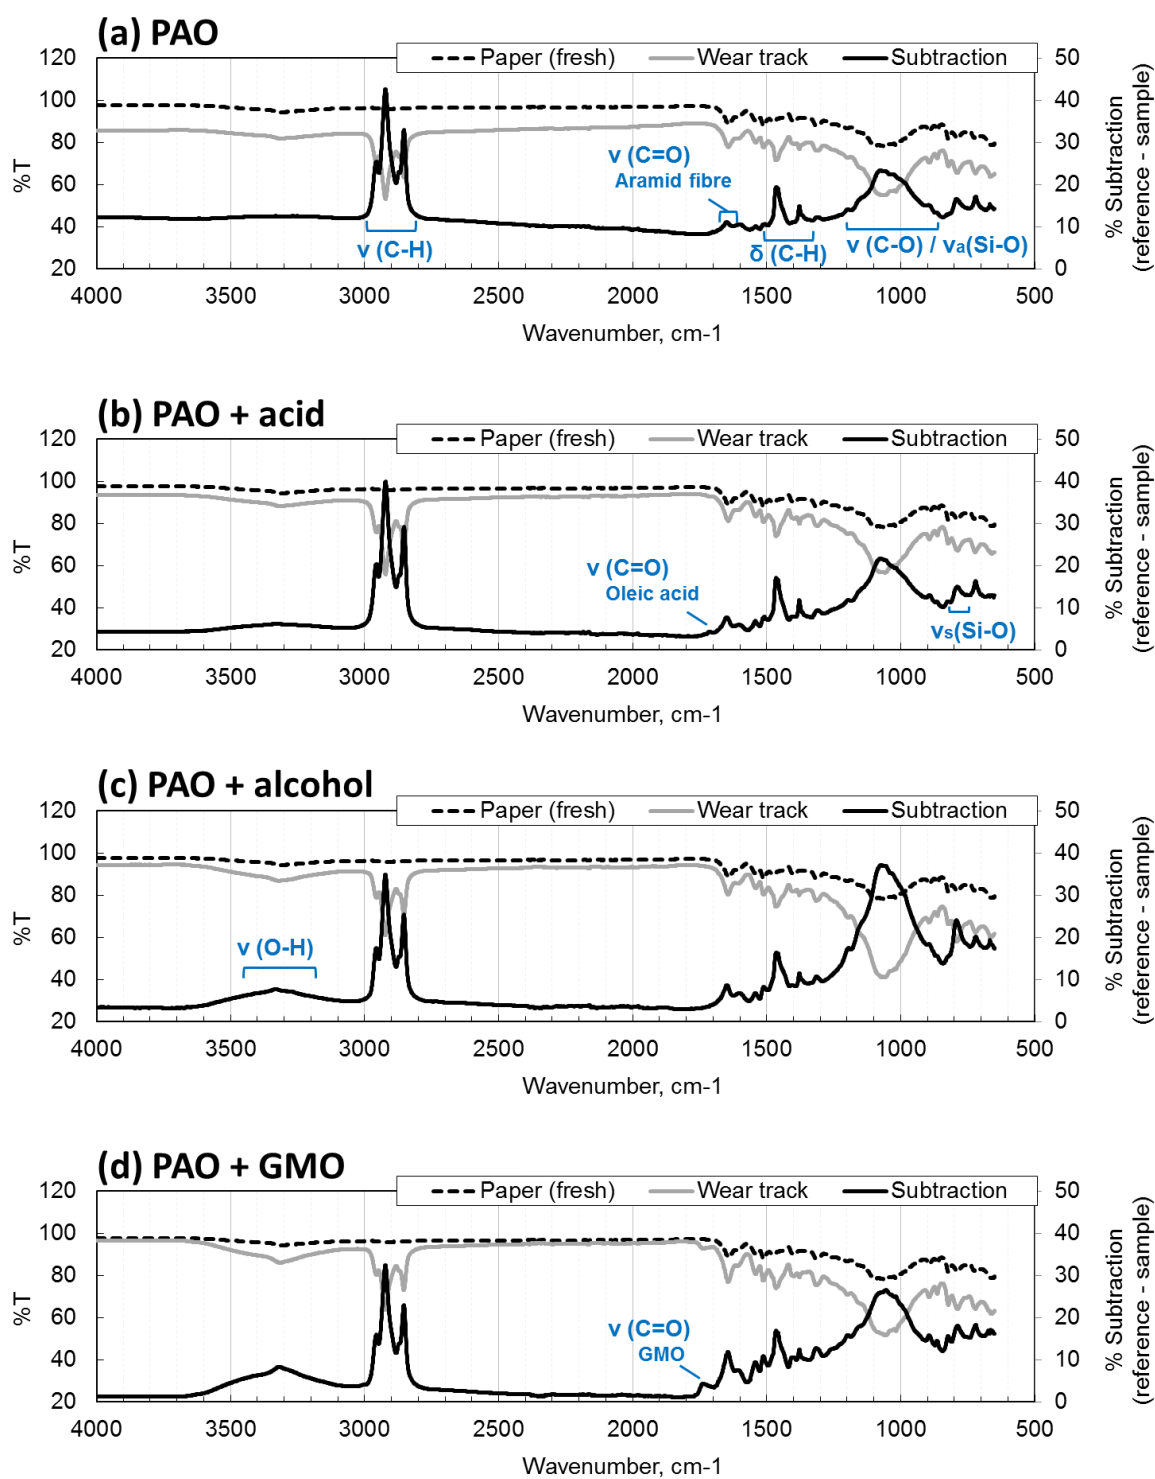 (a) PAO
Paper (fresh) Wear track Subtraction
120 100 80 60 40 20
%T
50 40 30 20 10 0
% Subtraction
(reference - sample)
ν (C=O)
Aramid fibre
ν (C-H)
δ (C-H)
ν (C-O) / νa(Si-O)
4000 3500 3000 2500 2000 1500 1000 500
Wavenumber, cm-1
(b) PAO + acid
Paper (fresh) Wear track Subtraction
120 100 80 60 40 20
%T
50 40 30 20 10 0
% Subtraction
(reference - sample)
ν (C=O)
Oleic acid
νs(Si-O)
4000 3500 3000 2500 2000 1500 1000 500
Wavenumber, cm-1
(c) PAO + alcohol
Paper (fresh) Wear track Subtraction
120 100 80 60 40 20
%T
50 40 30 20 10 0
% Subtraction
(reference - sample)
ν (O-H)
4000 3500 3000 2500 2000 1500 1000 500
Wavenumber, cm-1
(d) PAO + GMO
Paper (fresh) Wear track Subtraction
120 100 80 60 40 20
%T
50 40 30 20 10 0
% Subtraction
(reference - sample)
ν (C=O)
GMO
4000 3500 3000 2500 2000 1500 1000 500
Wavenumber, cm-1